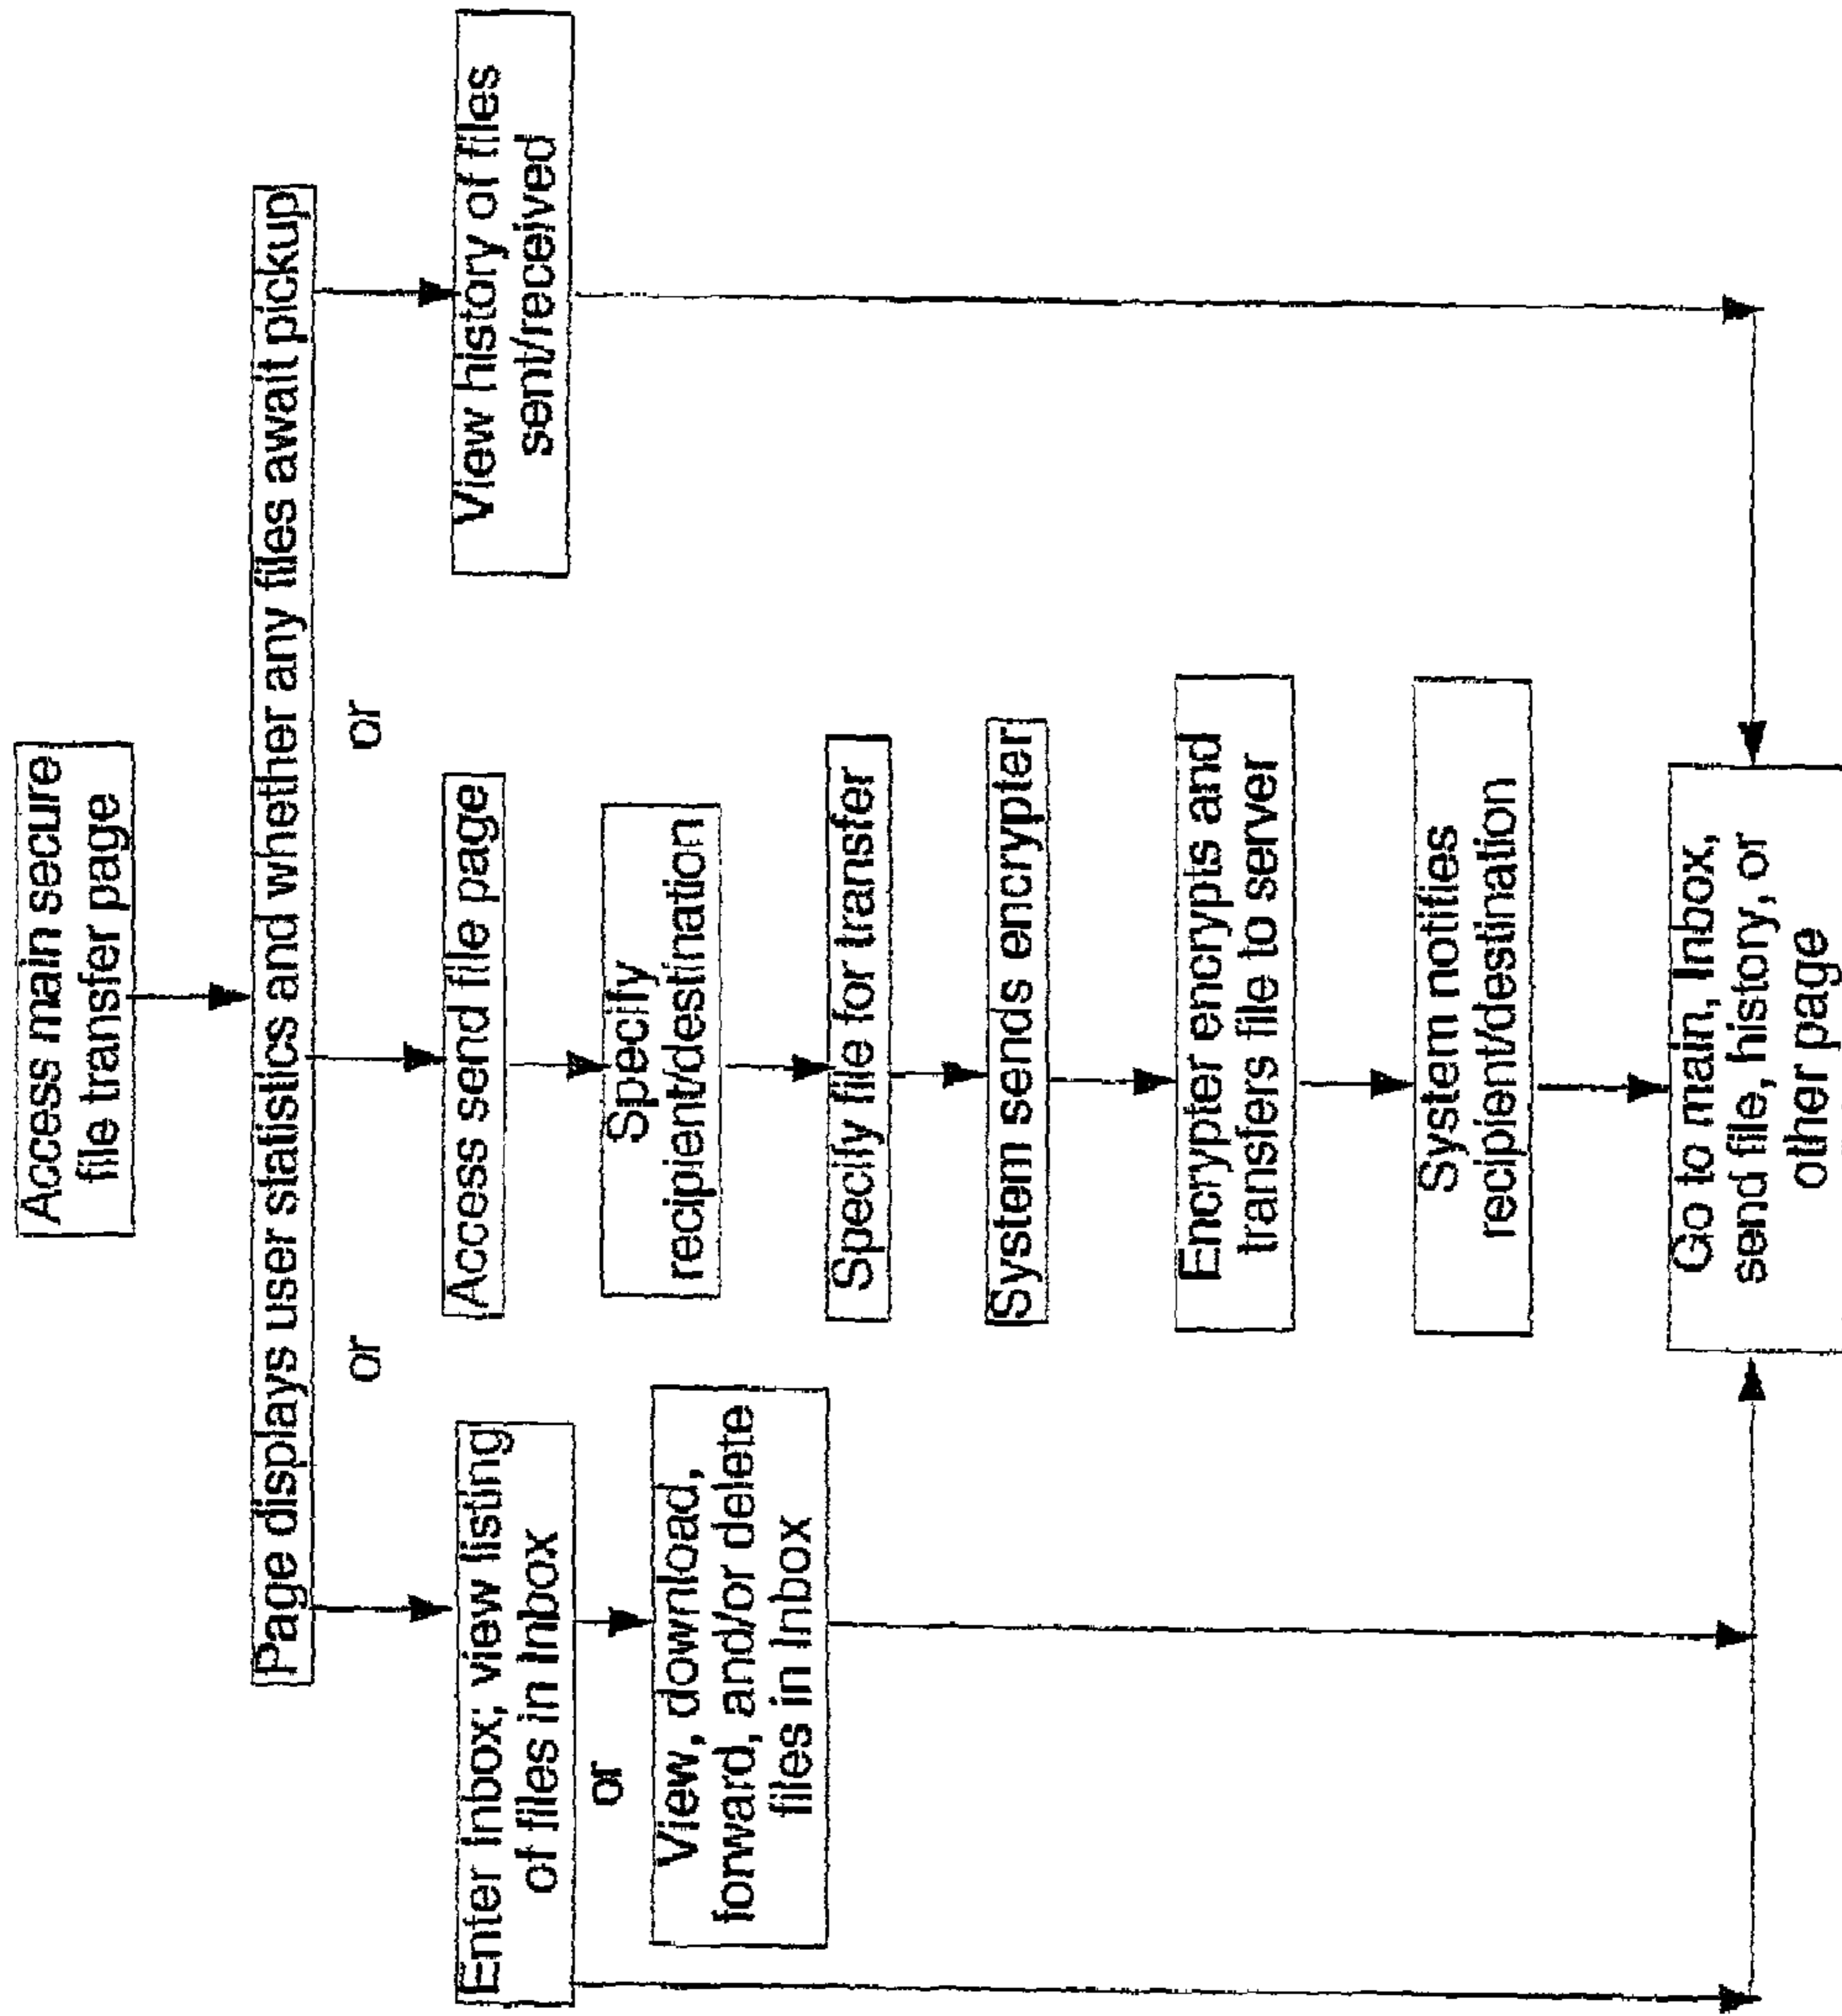 Access main secure
file transfer page
Page displays user statistics and whether any files await pickup
or
or
Enter Inbox; view listing
of files in Inbox
or
View, download,
forward, and/or delete
files in Inbox
Access send file page
Specify
recipient/destination
Specify file for transfer
System sends encrypter
Encrypter encrypts and
transfers file to server
System notifies
recipient/destination
View history of files
sent/received
Go to main, Inbox,
send file, history, or
other page